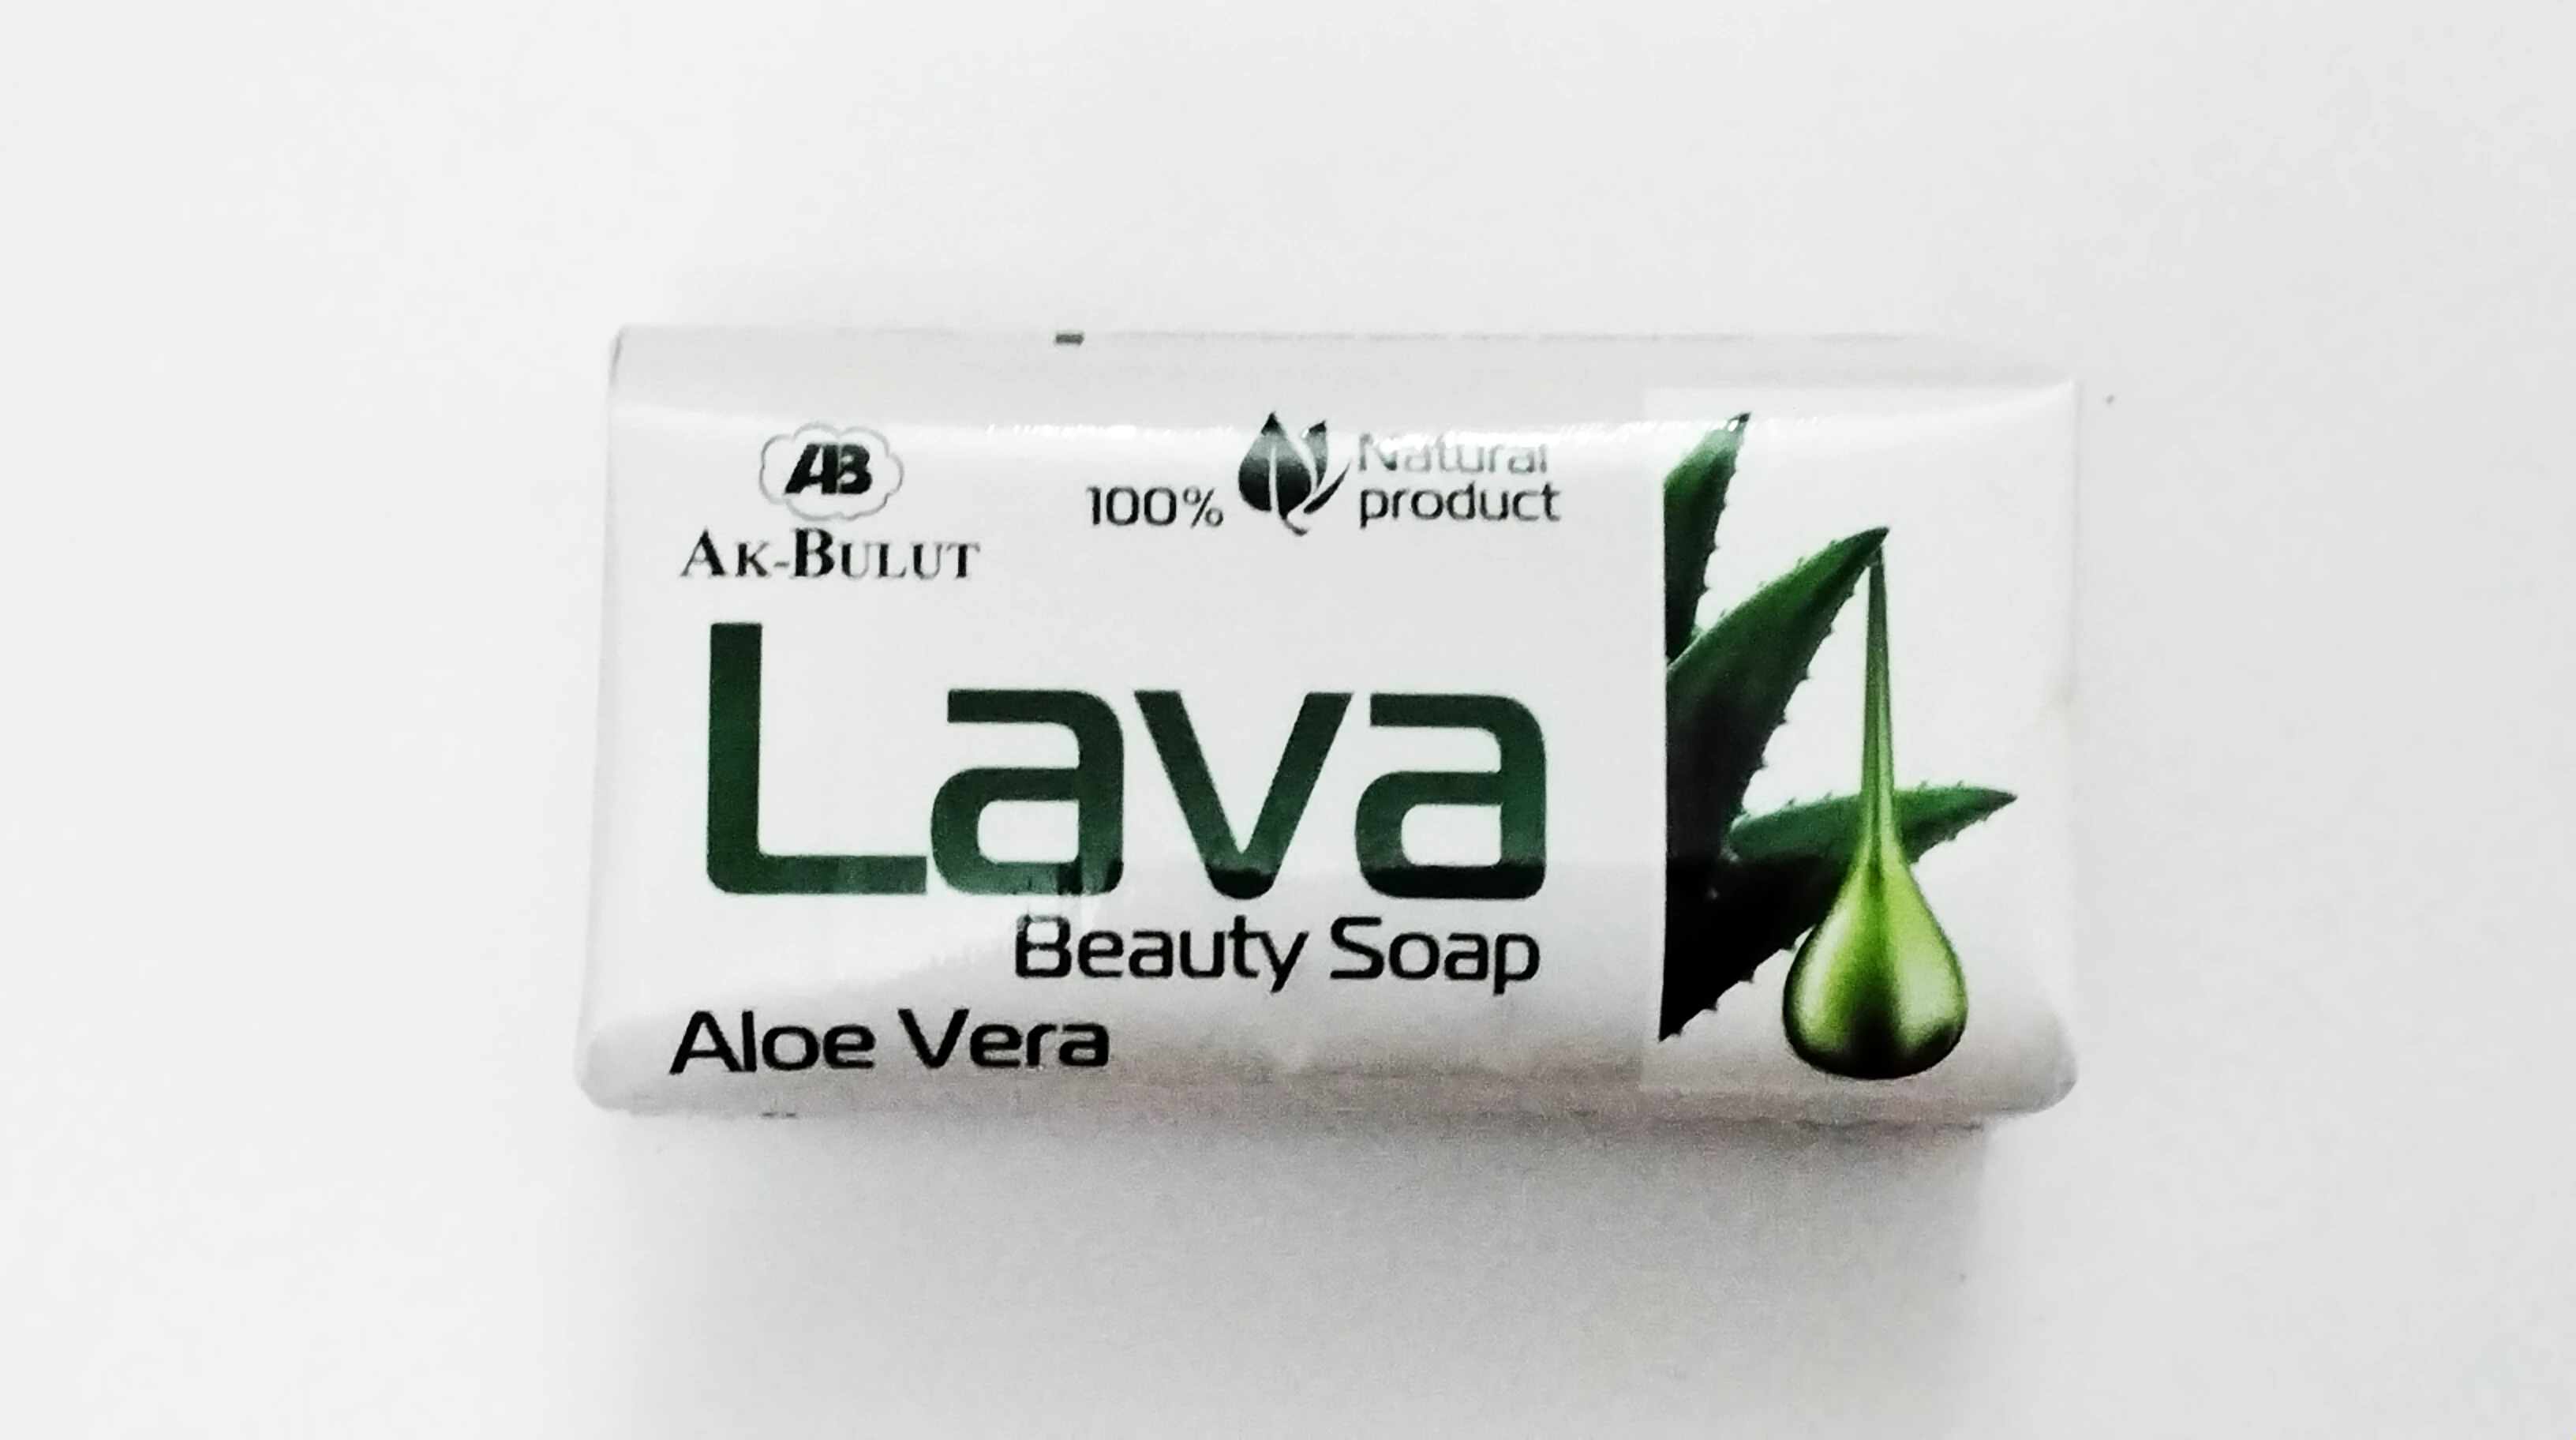 AB
AK-BULUT
100% Natural
product
Lava
Beauty Soap
Aloe Vera